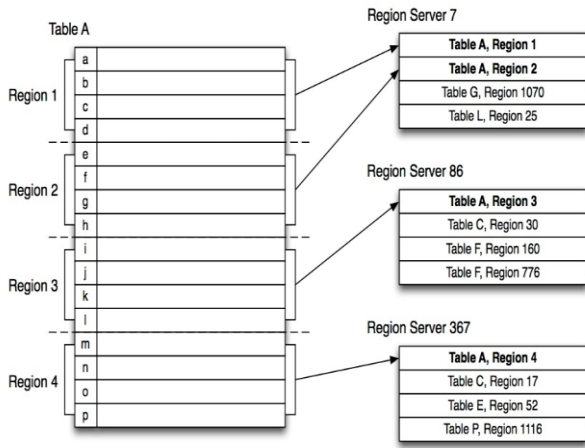 Table A
Region 1
a
b
c
d
Region 2
e
f
g
h
Region 3
i
j
k
l
Region 4
m
n
o
p
Region Server 7
Table A, Region 1
Table A, Region 2
Table G, Region 1070
Table L, Region 25
Region Server 86
Table A, Region 3
Table C, Region 30
Table F, Region 160
Table F, Region 776
Region Server 367
Table A, Region 4
Table C, Region 17
Table E, Region 52
Table P, Region 1116